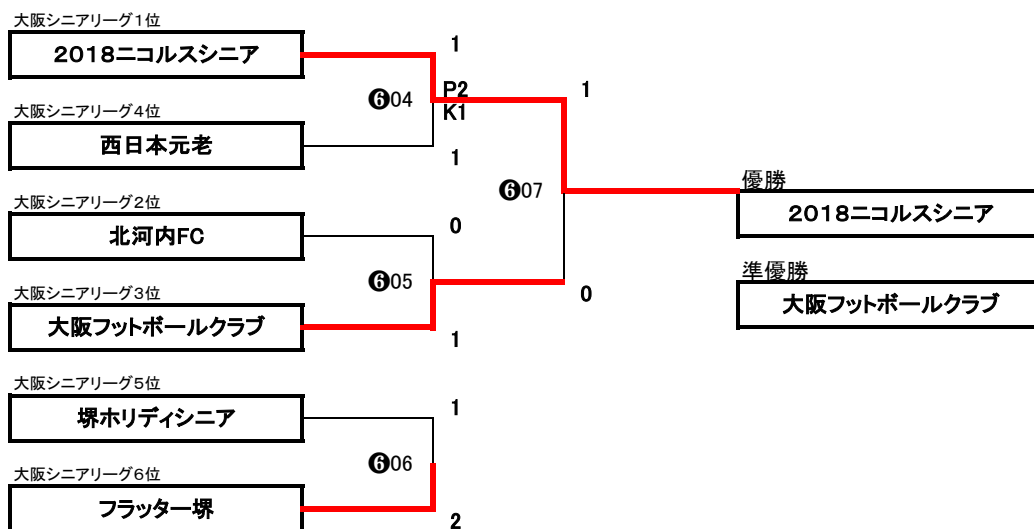 大阪シニアリーグ1位
2018ニコルスシニア
1
❻04
P2
K1
1
大阪シニアリーグ4位
西日本元老
1
❻07
優勝
2018ニコルスシニア
大阪シニアリーグ2位
北河内FC
0
❻05
0
準優勝
大阪フットボールクラブ
大阪シニアリーグ3位
大阪フットボールクラブ
1
大阪シニアリーグ5位
堺ホリディシニア
1
❻06
大阪シニアリーグ6位
フラッター堺
2